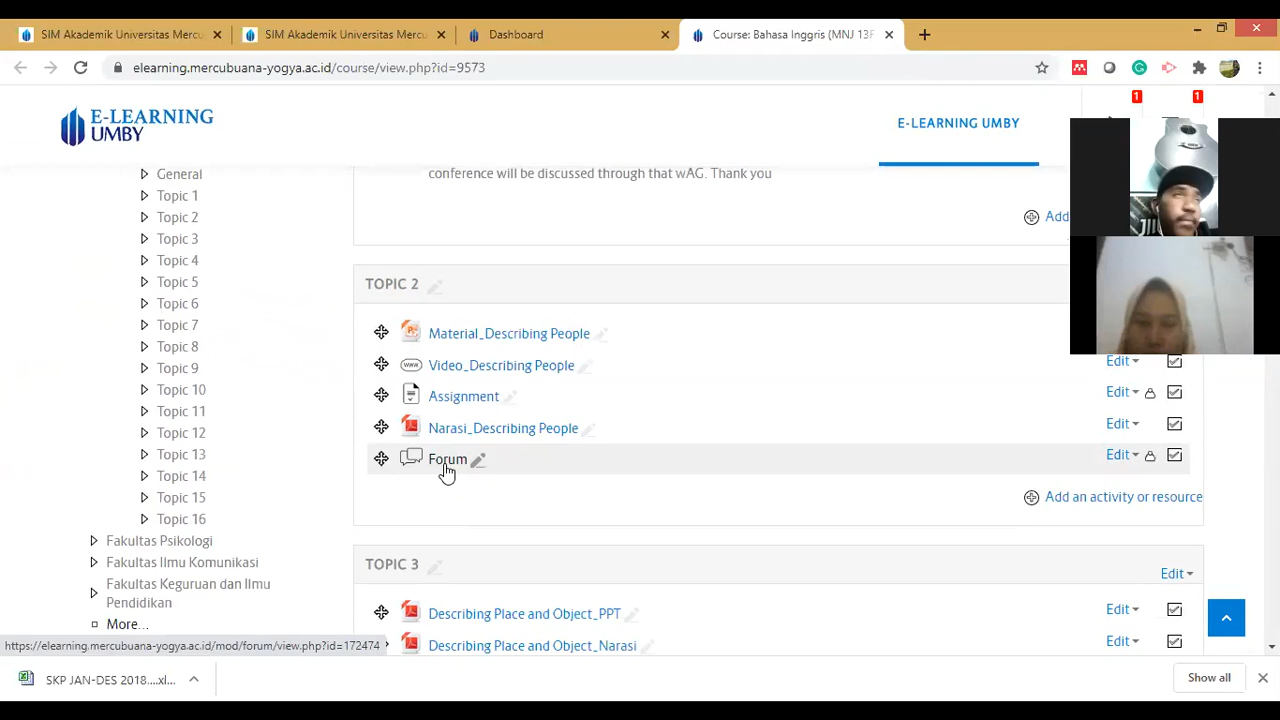 SIM Akademik Universitas Mercu
SIM Akademik Universitas Mercu
Dashboard
Course: Bahasa Inggris (MNJ 13F
elearning.mercubuana-yogya.ac.id/course/view.php?id=9573
E-LEARNING
UMBY
E-LEARNING UMBY
1
1
General
Topic 1
Topic 2
Topic 3
Topic 4
Topic 5
Topic 6
Topic 7
Topic 8
Topic 9
Topic 10
Topic 11
Topic 12
Topic 13
Topic 14
Topic 15
Topic 16
Fakultas Psikologi
Fakultas Ilmu Komunikasi
Fakultas Keguruan dan Ilmu
Pendidikan
More...
conference will be discussed through that wAG. Thank you
Add
TOPIC 2
Material_Describing People
Video_Describing People
www
Edit
Assignment
Edit
Narasi_Describing People
Edit
Forum
Edit
Add an activity or resource
TOPIC 3
Edit
Describing Place and Object_PPT
Edit
Describing Place and Object_Narasi
Edit
https://elearning.mercubuana-yogya.ac.id/mod/forum/view.php?id=172474
SKP JAN-DES 2018....xl...
Show all